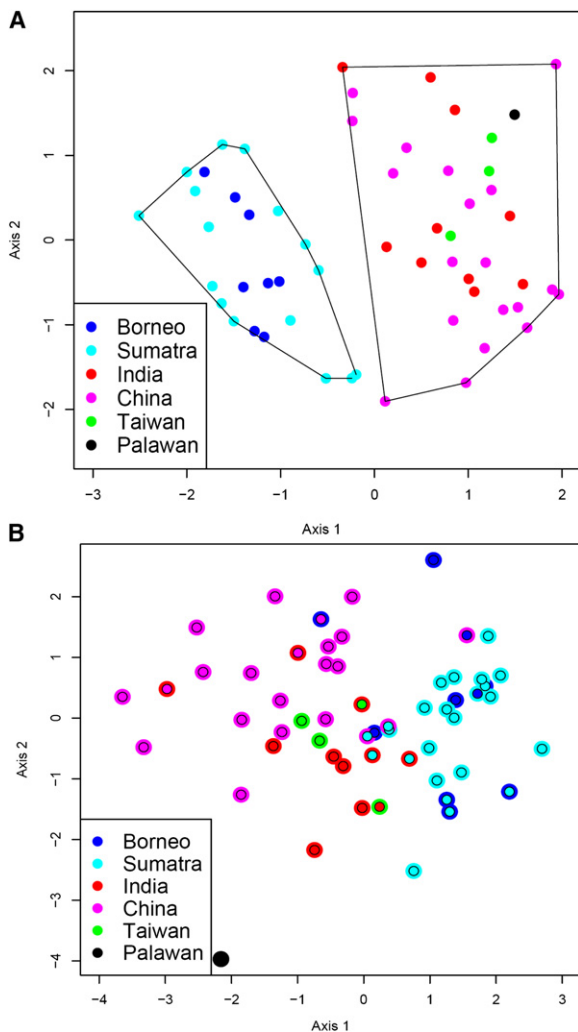 A
2
1
0
-1
-2
Axis 2
Borneo
Sumatra
India
China
Taiwan
Palawan
-3 -2 -1 0 1 2
Axis 1
B
2
1
0
-1
-2
-3
-4
Axis 2
Borneo
Sumatra
India
China
Taiwan
Palawan
-4 -3 -2 -1 0 1 2 3
Axis 1